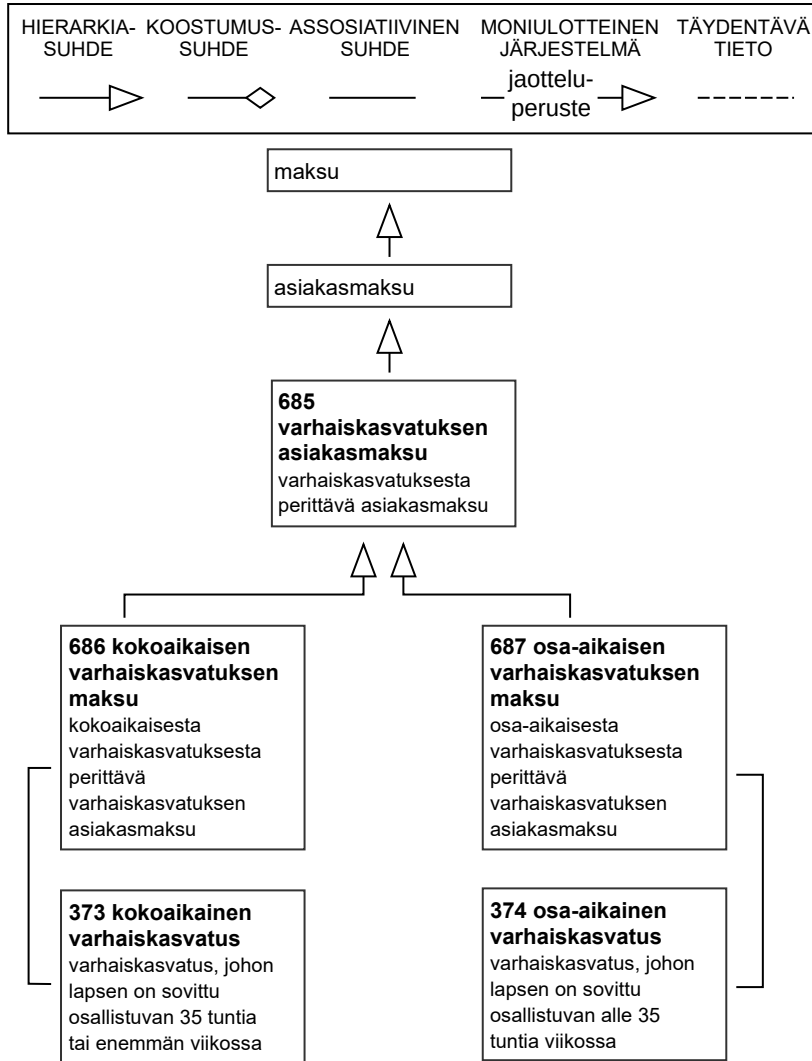 HIERARKIA-
SUHDE
KOOSTUMUS-
SUHDE
ASSOSIATIIVINEN
SUHDE
MONIULOTTEINEN
JÄRJESTELMÄ
TÄYDENTÄVÄ
TIETO
jaottelu-
peruste
maksu
asiakasmaksu
685
varhaiskasvatuksen
asiakasmaksu
varhaiskasvatuksesta
perittävä asiakasmaksu
686 kokoaikaisen
varhaiskasvatuksen
maksu
kokoaikaisesta
varhaiskasvatuksesta
perittävä
varhaiskasvatuksen
asiakasmaksu
687 osa-aikaisen
varhaiskasvatuksen
maksu
osa-aikaisesta
varhaiskasvatuksesta
perittävä
varhaiskasvatuksen
asiakasmaksu
373 kokoaikainen
varhaiskasvatus
varhaiskasvatus, johon
lapsen on sovittu
osallistuvan 35 tuntia
tai enemmän viikossa
374 osa-aikainen
varhaiskasvatus
varhaiskasvatus, johon
lapsen on sovittu
osallistuvan alle 35
tuntia viikossa